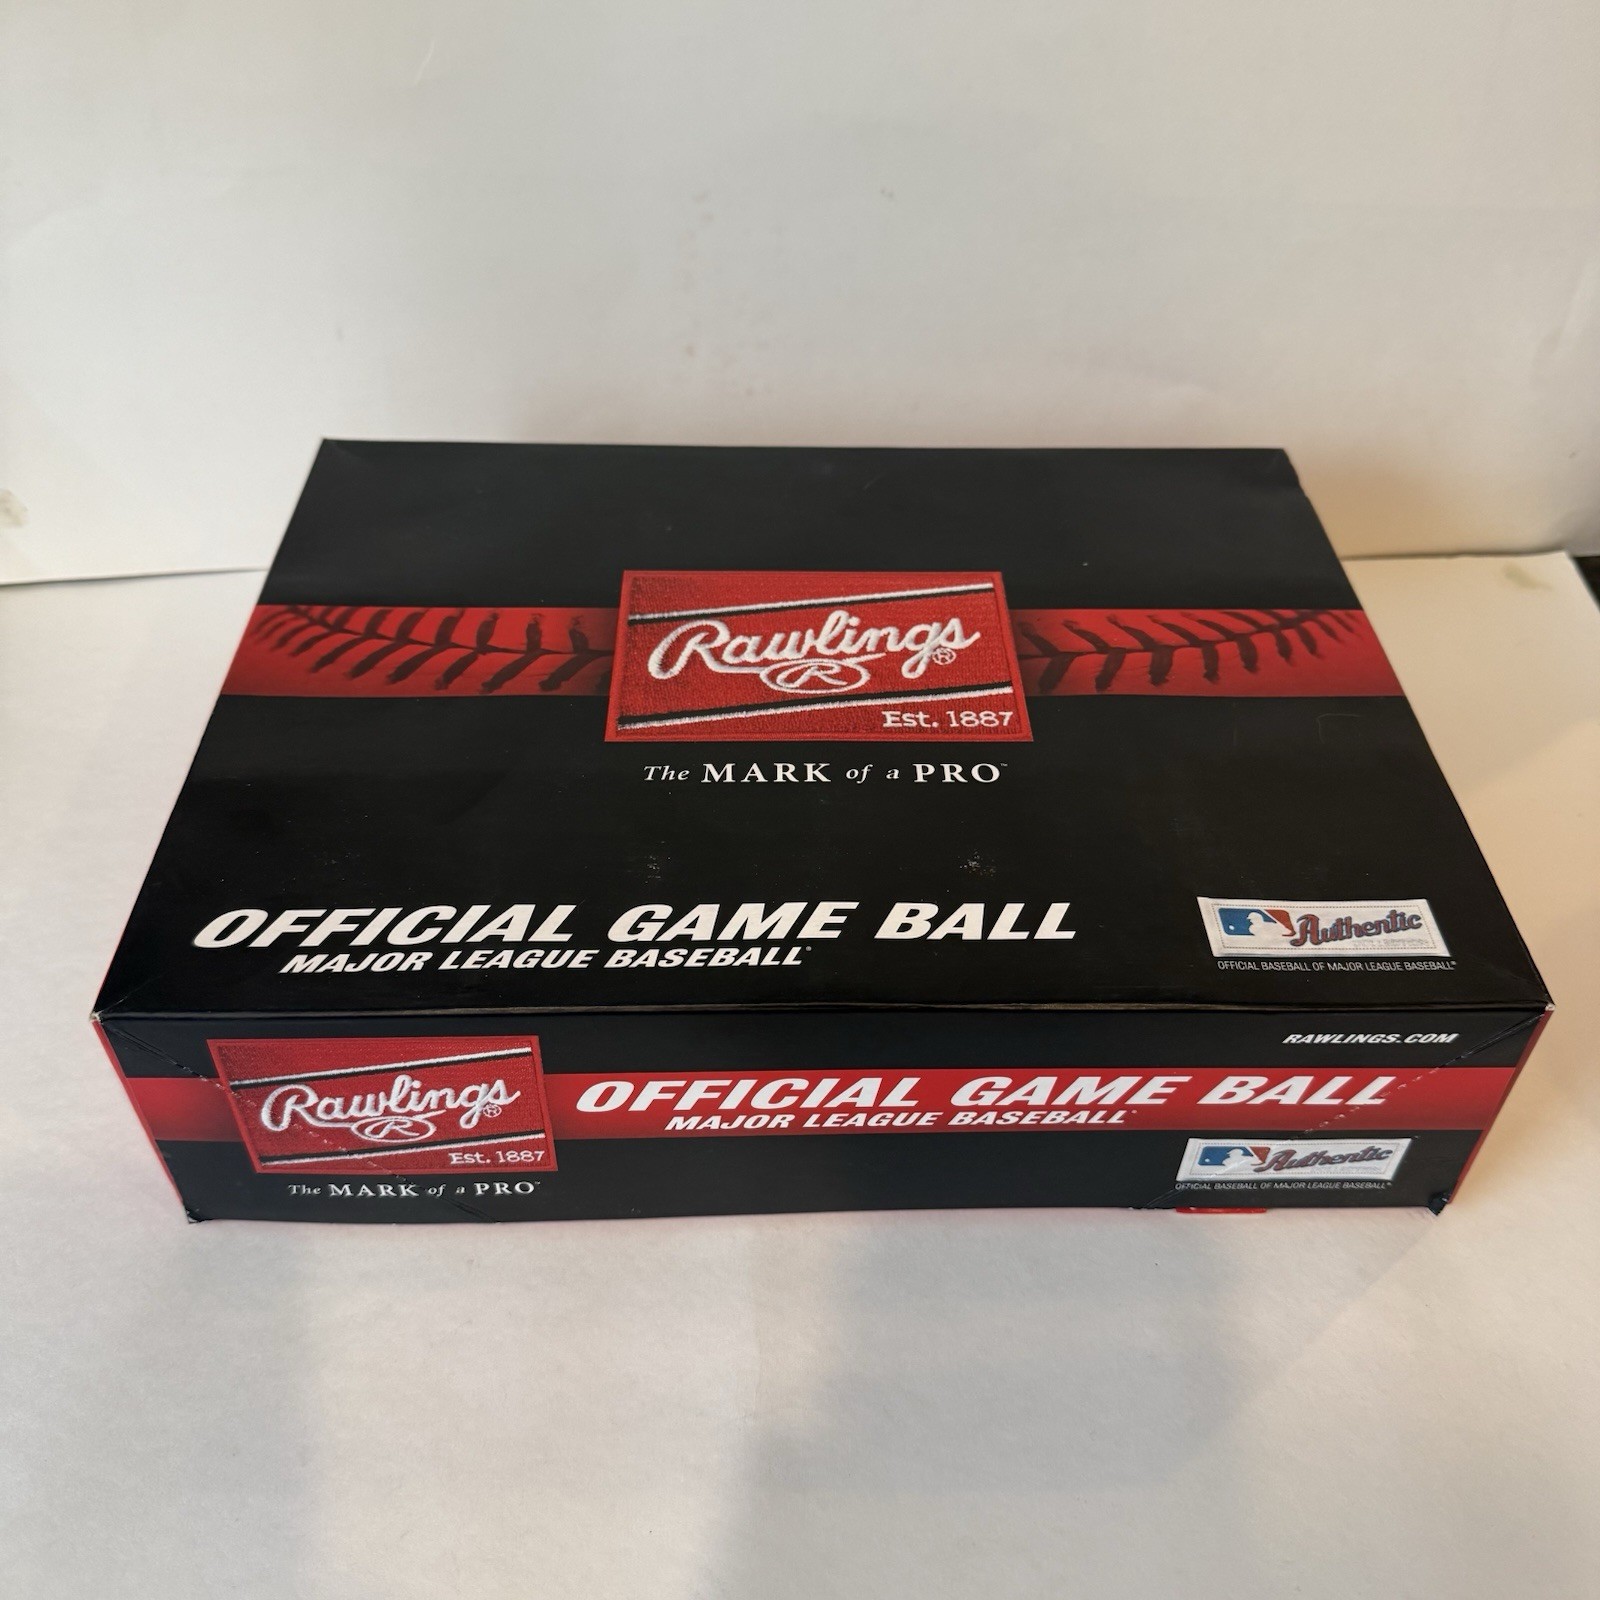 Rawlings®
R
Est. 1887
The MARK of a PRO™
OFFICIAL GAME BALL
MAJOR LEAGUE BASEBALL®
Authentic
OFFICIAL BASEBALL OF MAJOR LEAGUE BASEBALL®
RAWLINGS.COM
Rawlings®
R
Est. 1887
OFFICIAL GAME BALL
MAJOR LEAGUE BASEBALL®
The MARK of a PRO™
Authentic
OFFICIAL BASEBALL OF MAJOR LEAGUE BASEBALL®